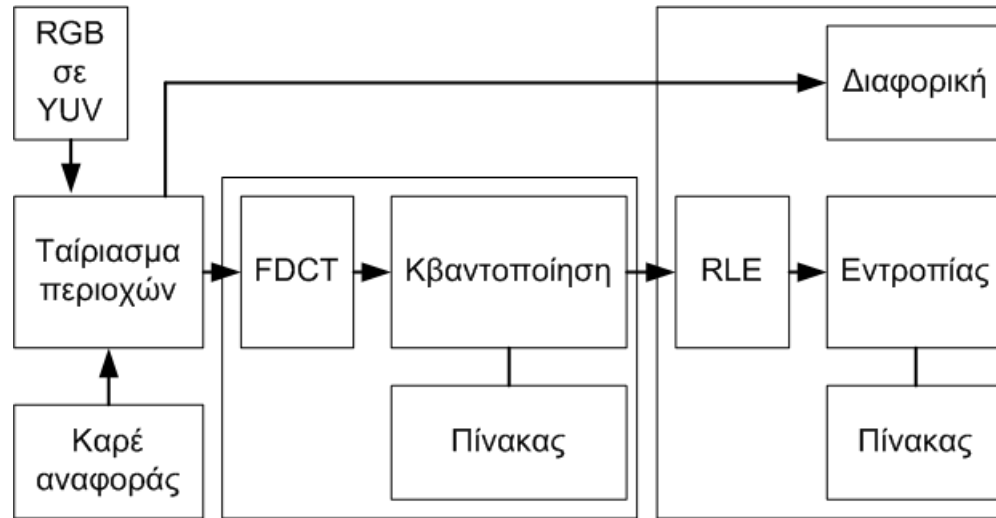 RGB
σε
YUV
Διαφορική
Ταίριασμα
περιοχών
FDCT
Κβαντοποίηση
RLE
Εντροπίας
Καρέ
αναφοράς
Πίνακας
Πίνακας